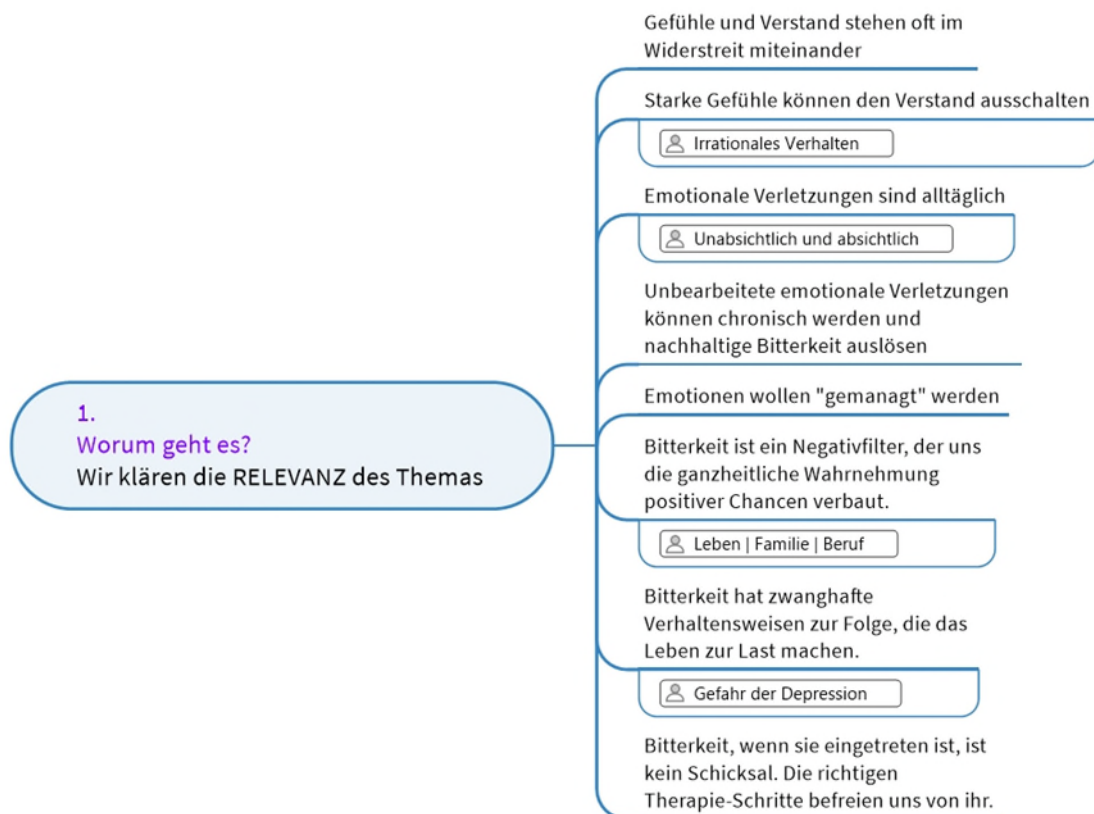 Gefühle und Verstand stehen oft im
Widerstreit miteinander
Starke Gefühle können den Verstand ausschalten
Irrationales Verhalten
Emotionale Verletzungen sind alltäglich
Unabsichtlich und absichtlich
Unbearbeitete emotionale Verletzungen
können chronisch werden und
nachhaltige Bitterkeit auslösen
1.
Worum geht es?
Wir klären die RELEVANZ des Themas
Emotionen wollen "gemanagt" werden
Bitterkeit ist ein Negativfilter, der uns
die ganzheitliche Wahrnehmung
positiver Chancen verbaut.
Leben | Familie | Beruf
Bitterkeit hat zwanghafte
Verhaltensweisen zur Folge, die das
Leben zur Last machen.
Gefahr der Depression
Bitterkeit, wenn sie eingetreten ist, ist
kein Schicksal. Die richtigen
Therapie-Schritte befreien uns von ihr.